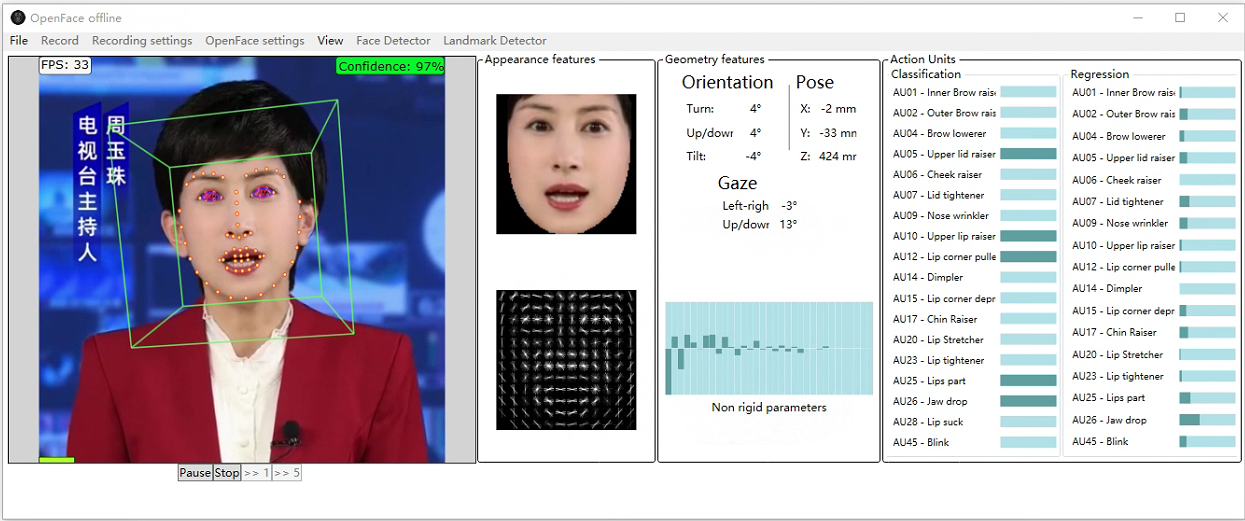 OpenFace offline
File Record Recording settings OpenFace settings View Face Detector Landmark Detector
FPS: 33
Confidence: 97%
周玉珠
电视台主持人
Pause Stop >> 1 >> 5
Appearance features
Geometry features
Orientation
Turn: 4°
Up/down 4°
Tilt: -4°
Pose
X: -2 mm
Y: -33 mm
Z: 424 mr
Gaze
Left-righ -3°
Up/down 13°
Non rigid parameters
Action Units
Classification
AU01 - Inner Brow raise
AU02 - Outer Brow rais
AU04 - Brow lowerer
AU05 - Upper lid raiser
AU06 - Cheek raiser
AU07 - Lid tightener
AU09 - Nose wrinkler
AU10 - Upper lip raiser
AU12 - Lip corner pulle
AU14 - Dimpler
AU15 - Lip corner depr
AU17 - Chin Raiser
AU20 - Lip Stretcher
AU23 - Lip tightener
AU25 - Lips part
AU26 - Jaw drop
AU28 - Lip suck
AU45 - Blink
Regression
AU01 - Inner Brow raise
AU02 - Outer Brow rais
AU04 - Brow lowerer
AU05 - Upper lid raiser
AU06 - Cheek raiser
AU07 - Lid tightener
AU09 - Nose wrinkler
AU10 - Upper lip raiser
AU12 - Lip corner pulle
AU14 - Dimpler
AU15 - Lip corner depr
AU17 - Chin Raiser
AU20 - Lip Stretcher
AU23 - Lip tightener
AU25 - Lips part
AU26 - Jaw drop
AU45 - Blink